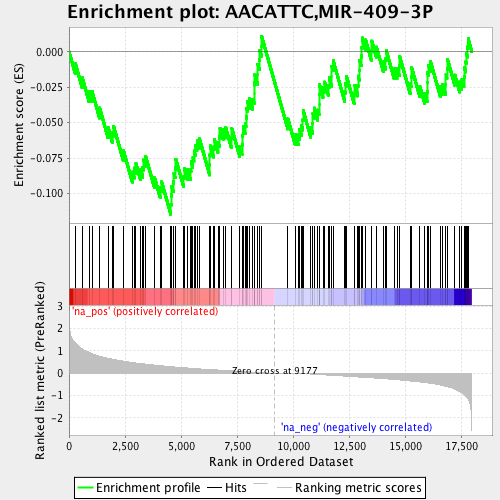 Enrichment plot: AACATTC,MIR-409-3P
Enrichment score (ES)
0.000
-0.025
-0.050
-0.075
-0.100
Ranked list metric (PreRanked)
3
2
1
0
-1
-2
'na_pos' (positively correlated)
Zero cross at 9177
'na_neg' (negatively correlated)
0
2,500
5,000
7,500
10,000
12,500
15,000
17,500
Rank in Ordered Dataset
Enrichment profile
Hits
Ranking metric scores